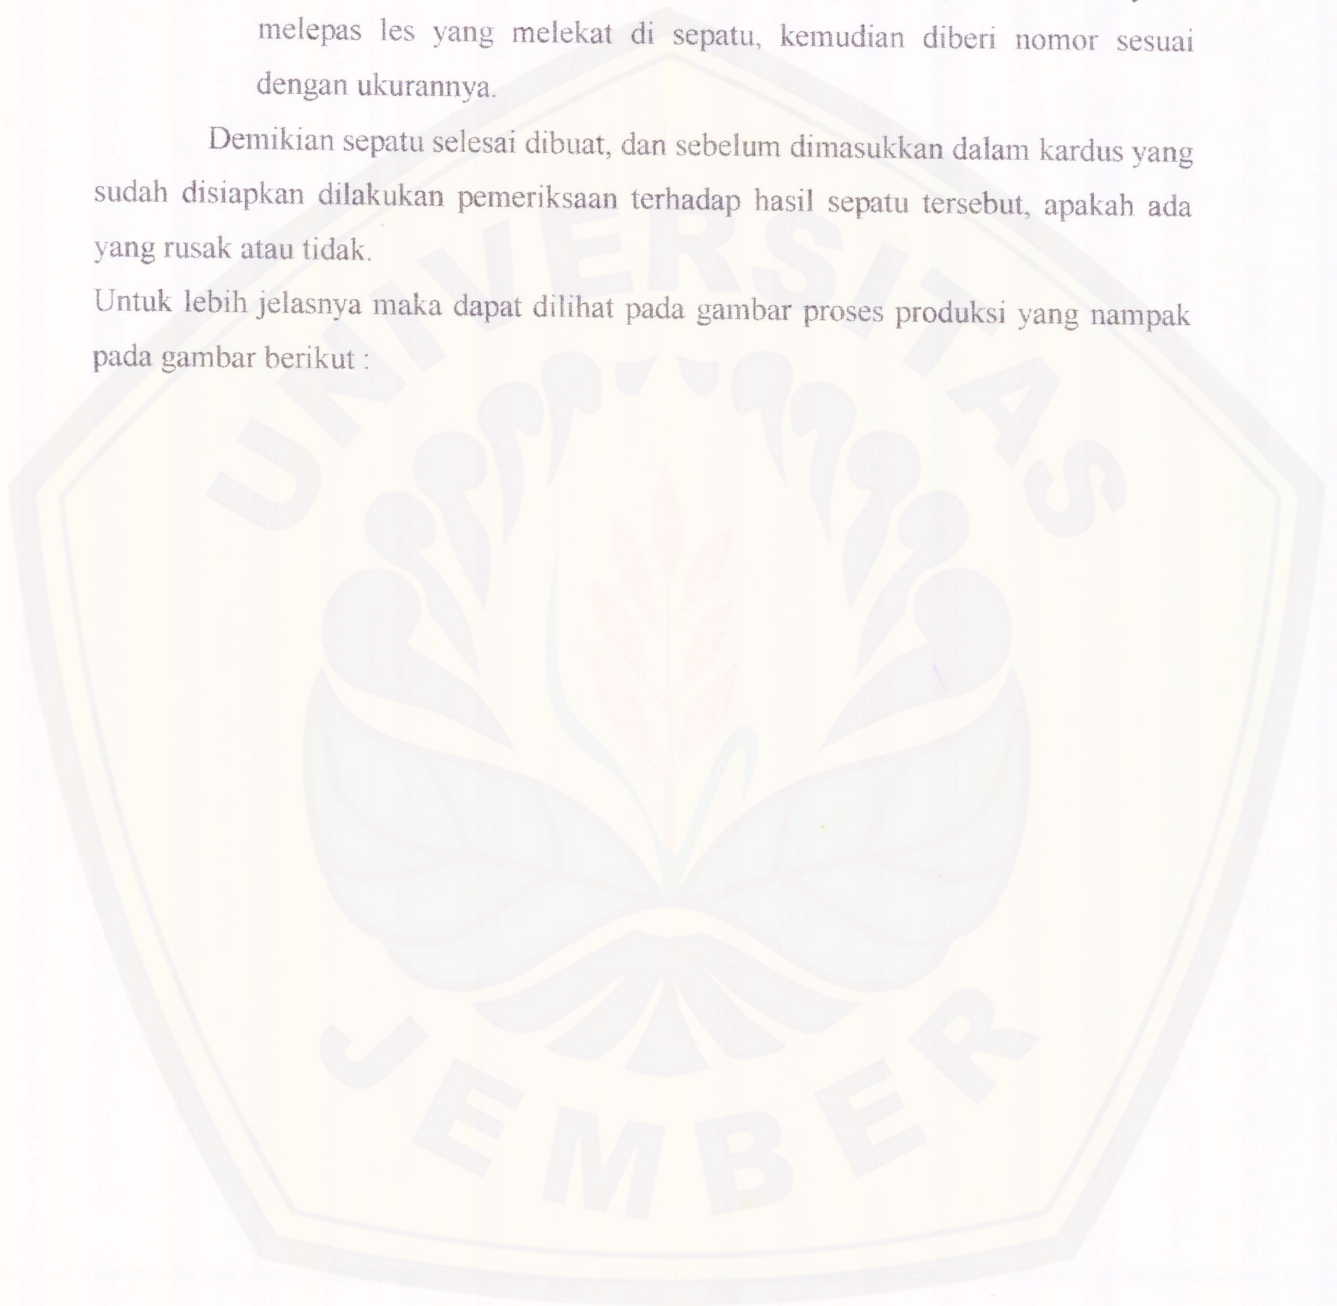 melepas les yang melekat di sepatu, kemudian diberi nomor sesuai
dengan ukurannya.
Demikian sepatu selesai dibuat, dan sebelum dimasukkan dalam kardus yang
sudah disiapkan dilakukan pemeriksaan terhadap hasil sepatu tersebut, apakah ada
yang rusak atau tidak.
Untuk lebih jelasnya maka dapat dilihat pada gambar proses produksi yang nampak
pada gambar berikut :
UNIVERSITAS
JEMBER